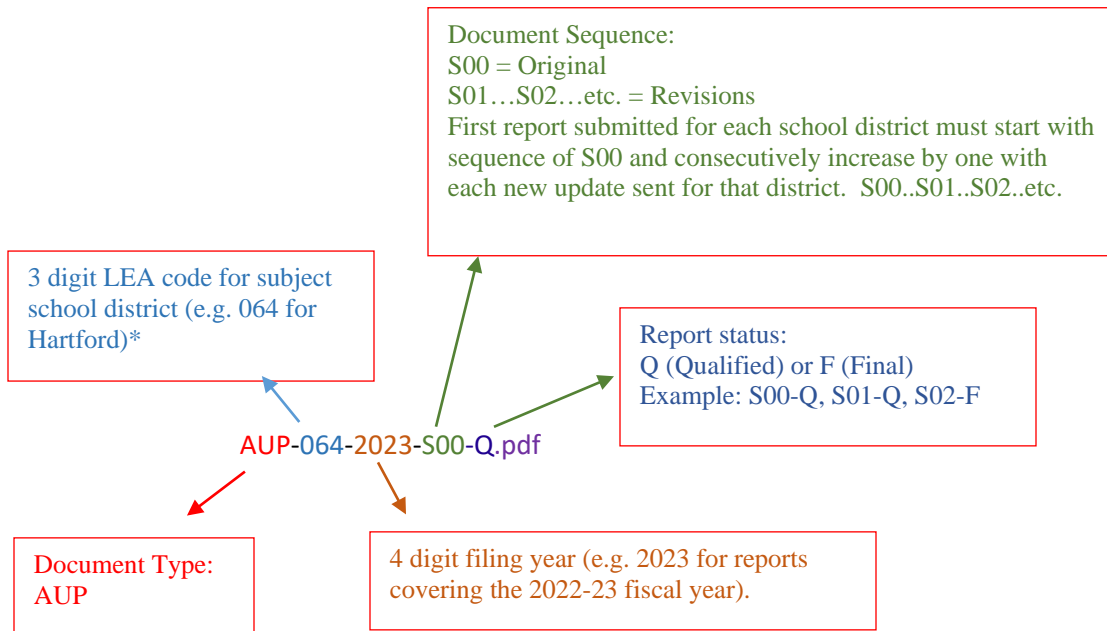 Document Sequence:
S00 = Original
S01…S02…etc. = Revisions
First report submitted for each school district must start with
sequence of S00 and consecutively increase by one with
each new update sent for that district.  S00..S01..S02..etc.
3 digit LEA code for subject
school district (e.g. 064 for
Hartford)*
Report status:
Q (Qualified) or F (Final)
Example: S00-Q, S01-Q, S02-F
AUP-064-2023-S00-Q.pdf
Document Type:
AUP
4 digit filing year (e.g. 2023 for reports
covering the 2022-23 fiscal year).